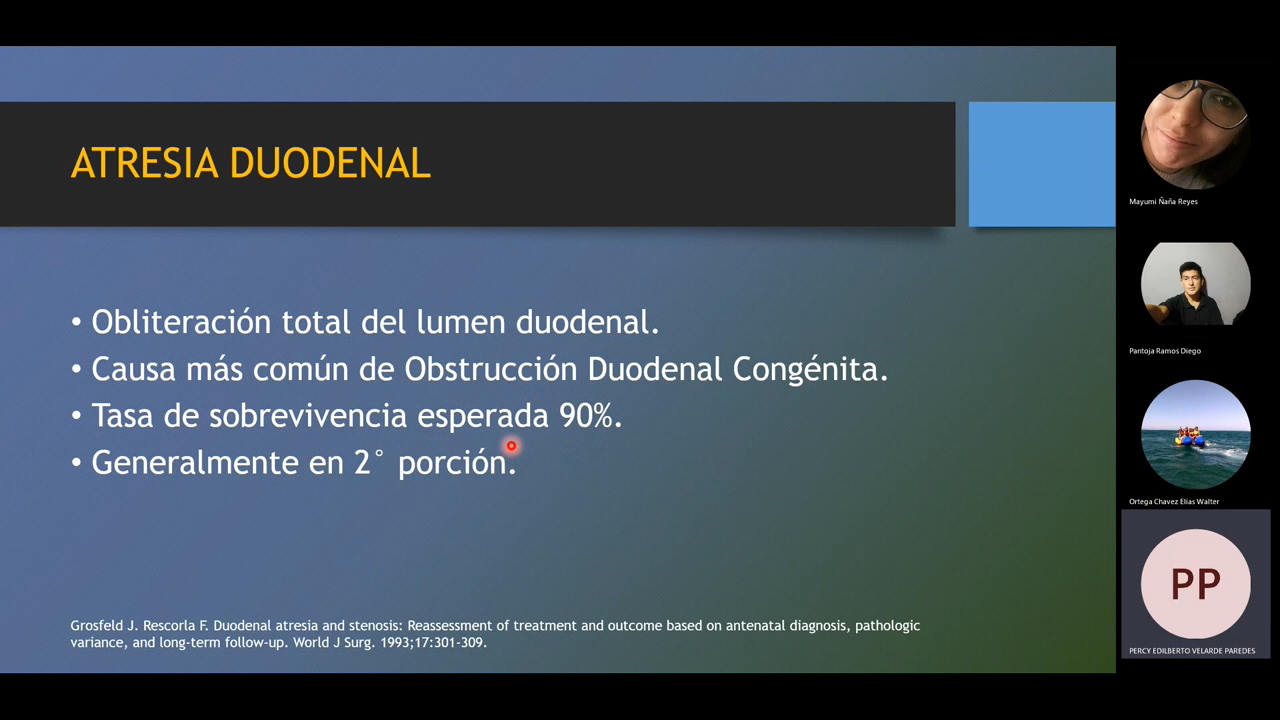 ATRESIA DUODENAL
• Obliteración total del lumen duodenal.
• Causa más común de Obstrucción Duodenal Congénita.
• Tasa de sobrevivencia esperada 90%.
• Generalmente en 2° porción.
Grosfeld J. Rescorla F. Duodenal atresia and stenosis: Reassessment of treatment and outcome based on antenatal diagnosis, pathologic
variance, and long-term follow-up. World J Surg. 1993;17:301-309.
Mayumi Ñaña Reyes
Pantoja Ramos Diego
Ortega Chavez Elias Walter
PP
PERCY EDILBERTO VELARDE PAREDES